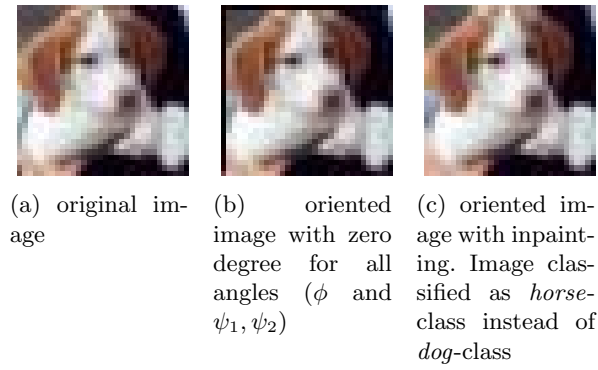 (a) original im-
age
(b) oriented
image with zero
degree for all
angles (ϕ and
ψ₁, ψ₂)
(c) oriented im-
age with inpaint-
ing. Image clas-
sified as horse-
class instead of
dog-class